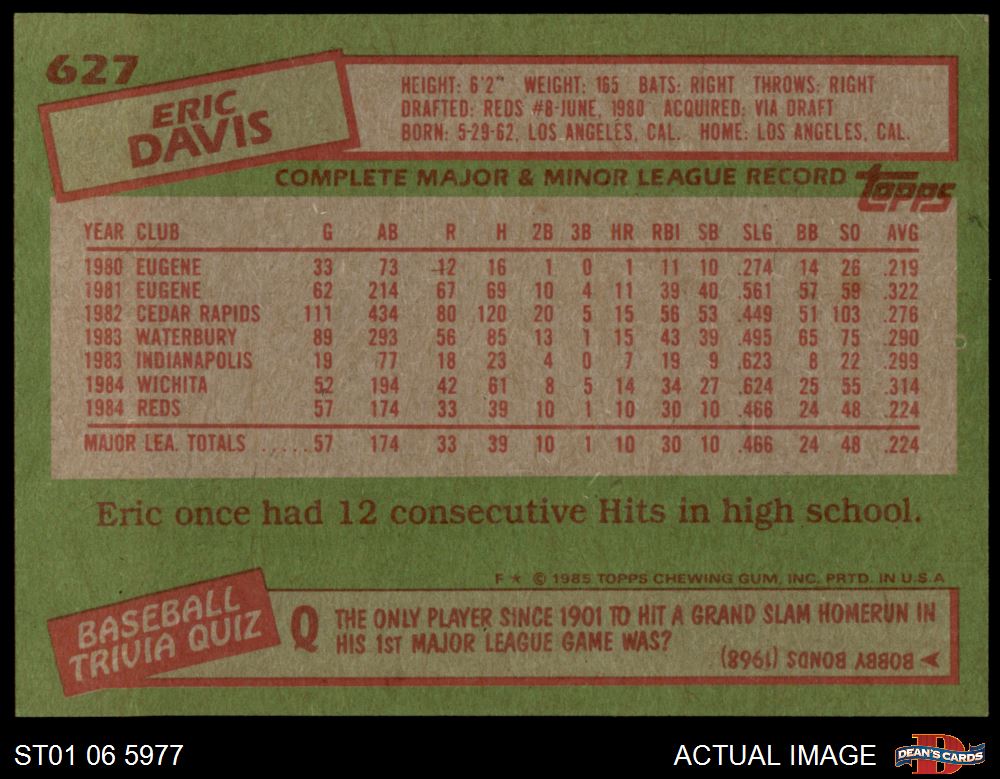 627
ERIC
DAVIS
HEIGHT: 6'2" WEIGHT: 165 BATS: RIGHT THROWS: RIGHT
DRAFTED: REDS #8-JUNE, 1980 ACQUIRED: VIA DRAFT
BORN: 5-29-62, LOS ANGELES, CAL. HOME: LOS ANGELES, CAL.
COMPLETE MAJOR & MINOR LEAGUE RECORD topps
YEAR CLUB G AB R H 2B 3B HR RBI SB SLG BB SO AVG
1980 EUGENE 33 73 12 16 1 0 1 11 10 .274 14 26 .219
1981 EUGENE 62 214 67 69 10 4 11 39 40 .561 57 59 .322
1982 CEDAR RAPIDS 111 434 80 120 20 5 15 56 53 .449 51 103 .276
1983 WATERBURY 89 293 56 85 13 1 15 43 39 .495 65 75 .290
1983 INDIANAPOLIS 19 77 18 23 4 0 7 19 9 .623 8 22 .299
1984 WICHITA 52 194 42 61 8 5 14 34 27 .624 25 55 .314
1984 REDS 57 174 33 39 10 1 10 30 10 .466 24 48 .224
MAJOR LEA. TOTALS ..... 57 174 33 39 10 1 10 30 10 .466 24 48 .224
Eric once had 12 consecutive Hits in high school.
F * © 1985 TOPPS CHEWING GUM, INC. PRTD. IN U.S.A
BASEBALL
TRIVIA QUIZ
Q THE ONLY PLAYER SINCE 1901 TO HIT A GRAND SLAM HOMERUN IN
HIS 1ST MAJOR LEAGUE GAME WAS?
BOBBY BONDS (1968)
ST01 06 5977
ACTUAL IMAGE
D
DEAN'S CARDS